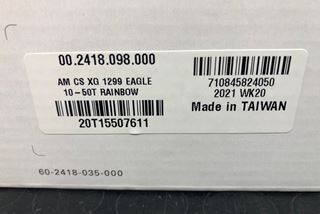 00.2418.098.000
AM CS XG 1299 EAGLE
10-50T RAINBOW
20T15507611
710845824050
2021 WK20
Made in TAIWAN
60-2418-035-000